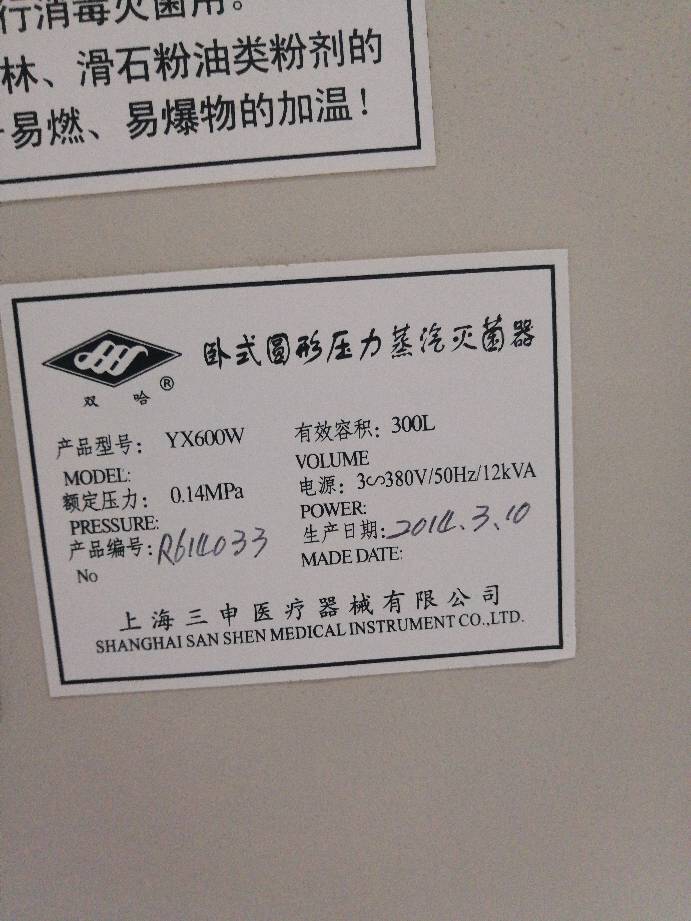 行消毒灭菌用。
林、滑石粉油类粉剂的
易燃、易爆物的加温！
双哈®
卧式圆形压力蒸汽灭菌器
产品型号： YX600W
MODEL:
有效容积： 300L
VOLUME
额定压力： 0.14MPa
PRESSURE:
电源： 3∽380V/50Hz/12kVA
POWER:
产品编号： R614033
No
生产日期： 2014.3.10
MADE DATE:
上海三申医疗器械有限公司
SHANGHAI SAN SHEN MEDICAL INSTRUMENT CO.,LTD.